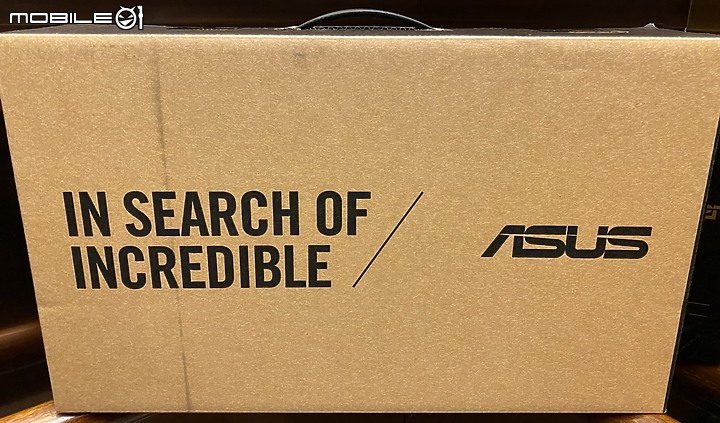 MOBILE01
IN SEARCH OF
INCREDIBLE
ASUS